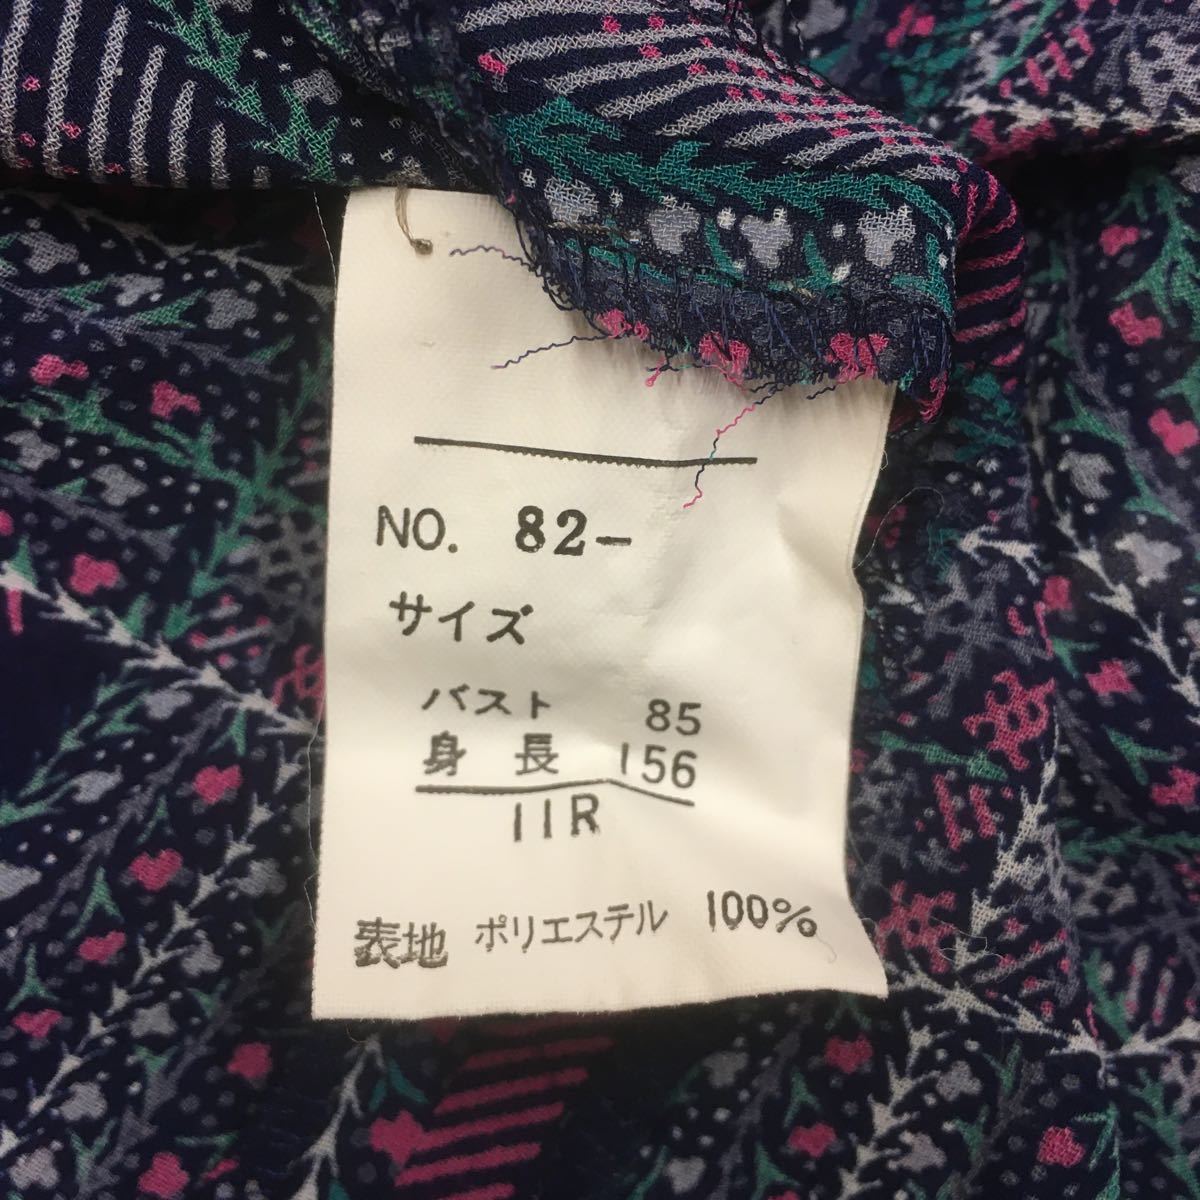 NO. 82-
サイズ
バスト 85
身長 156
11R
表地 ポリエステル 100%